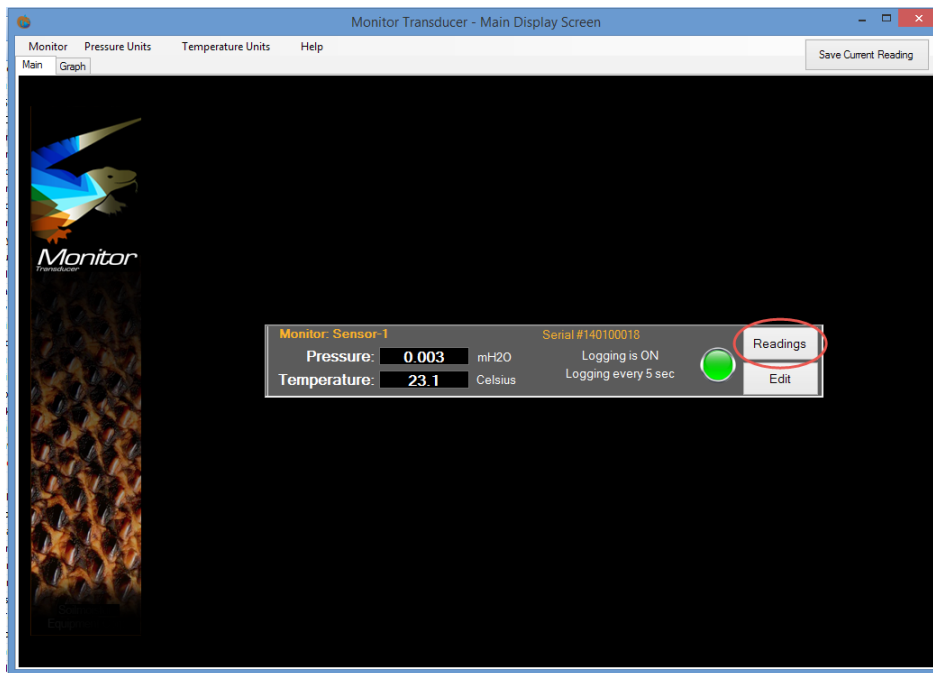 Monitor Transducer - Main Display Screen
Monitor Pressure Units Temperature Units Help
Save Current Reading
Main Graph
Monitor
Transducer
Monitor: Sensor-1 Serial #140100018
Readings
Pressure: 0.003 mH2O Logging is ON
Temperature: 23.1 Celsius Logging every 5 sec
Edit